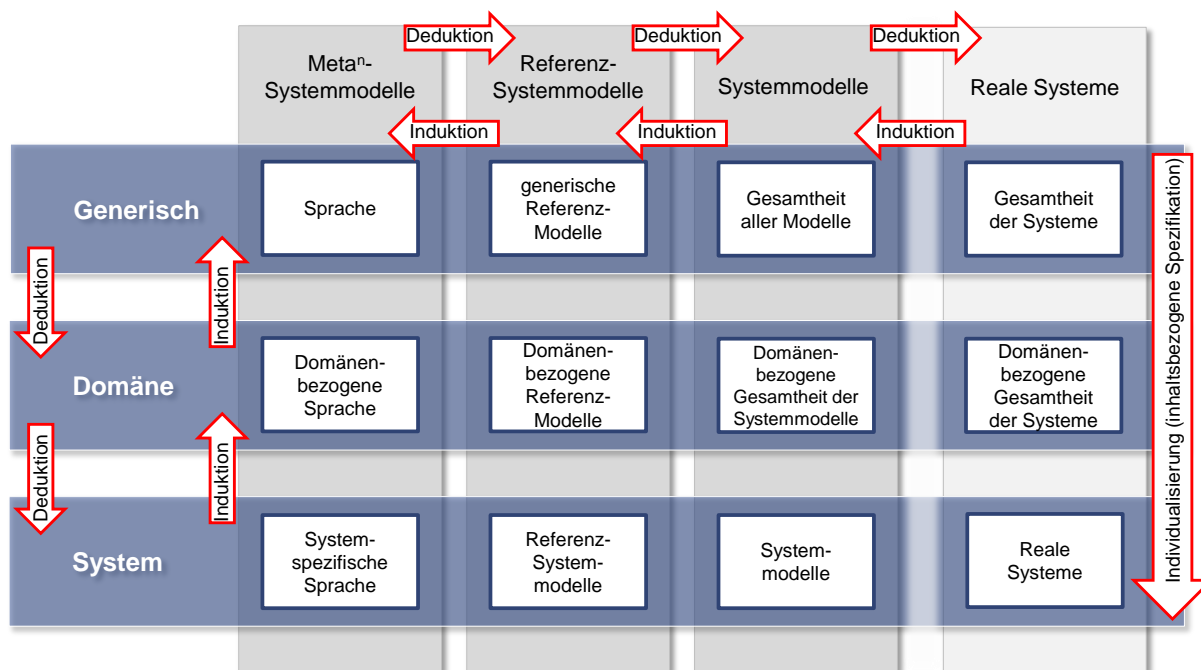 Deduktion
Deduktion
Deduktion
Metaⁿ-
Systemmodelle
Referenz-
Systemmodelle
Systemmodelle
Reale Systeme
Induktion
Induktion
Induktion
Generisch
Sprache
generische
Referenz-
Modelle
Gesamtheit
aller Modelle
Gesamtheit
der Systeme
Deduktion
Induktion
Domäne
Domänen-
bezogene
Sprache
Domänen-
bezogene
Referenz-
Modelle
Domänen-
bezogene
Gesamtheit der
Systemmodelle
Domänen-
bezogene
Gesamtheit
der Systeme
Deduktion
Induktion
System
System-
spezifische
Sprache
Referenz-
System-
modelle
System-
modelle
Reale
Systeme
Individualisierung (inhaltsbezogene Spezifikation)